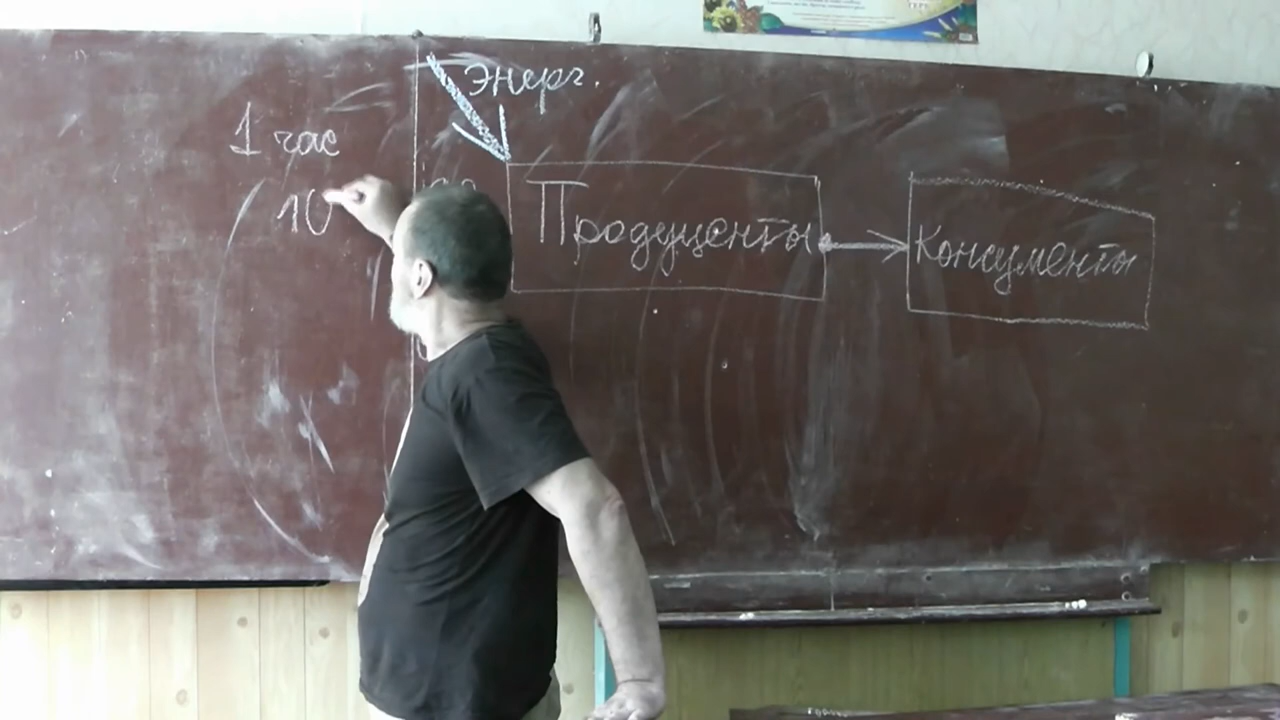 энерг.
1 час
10
Продуценты
Консументы